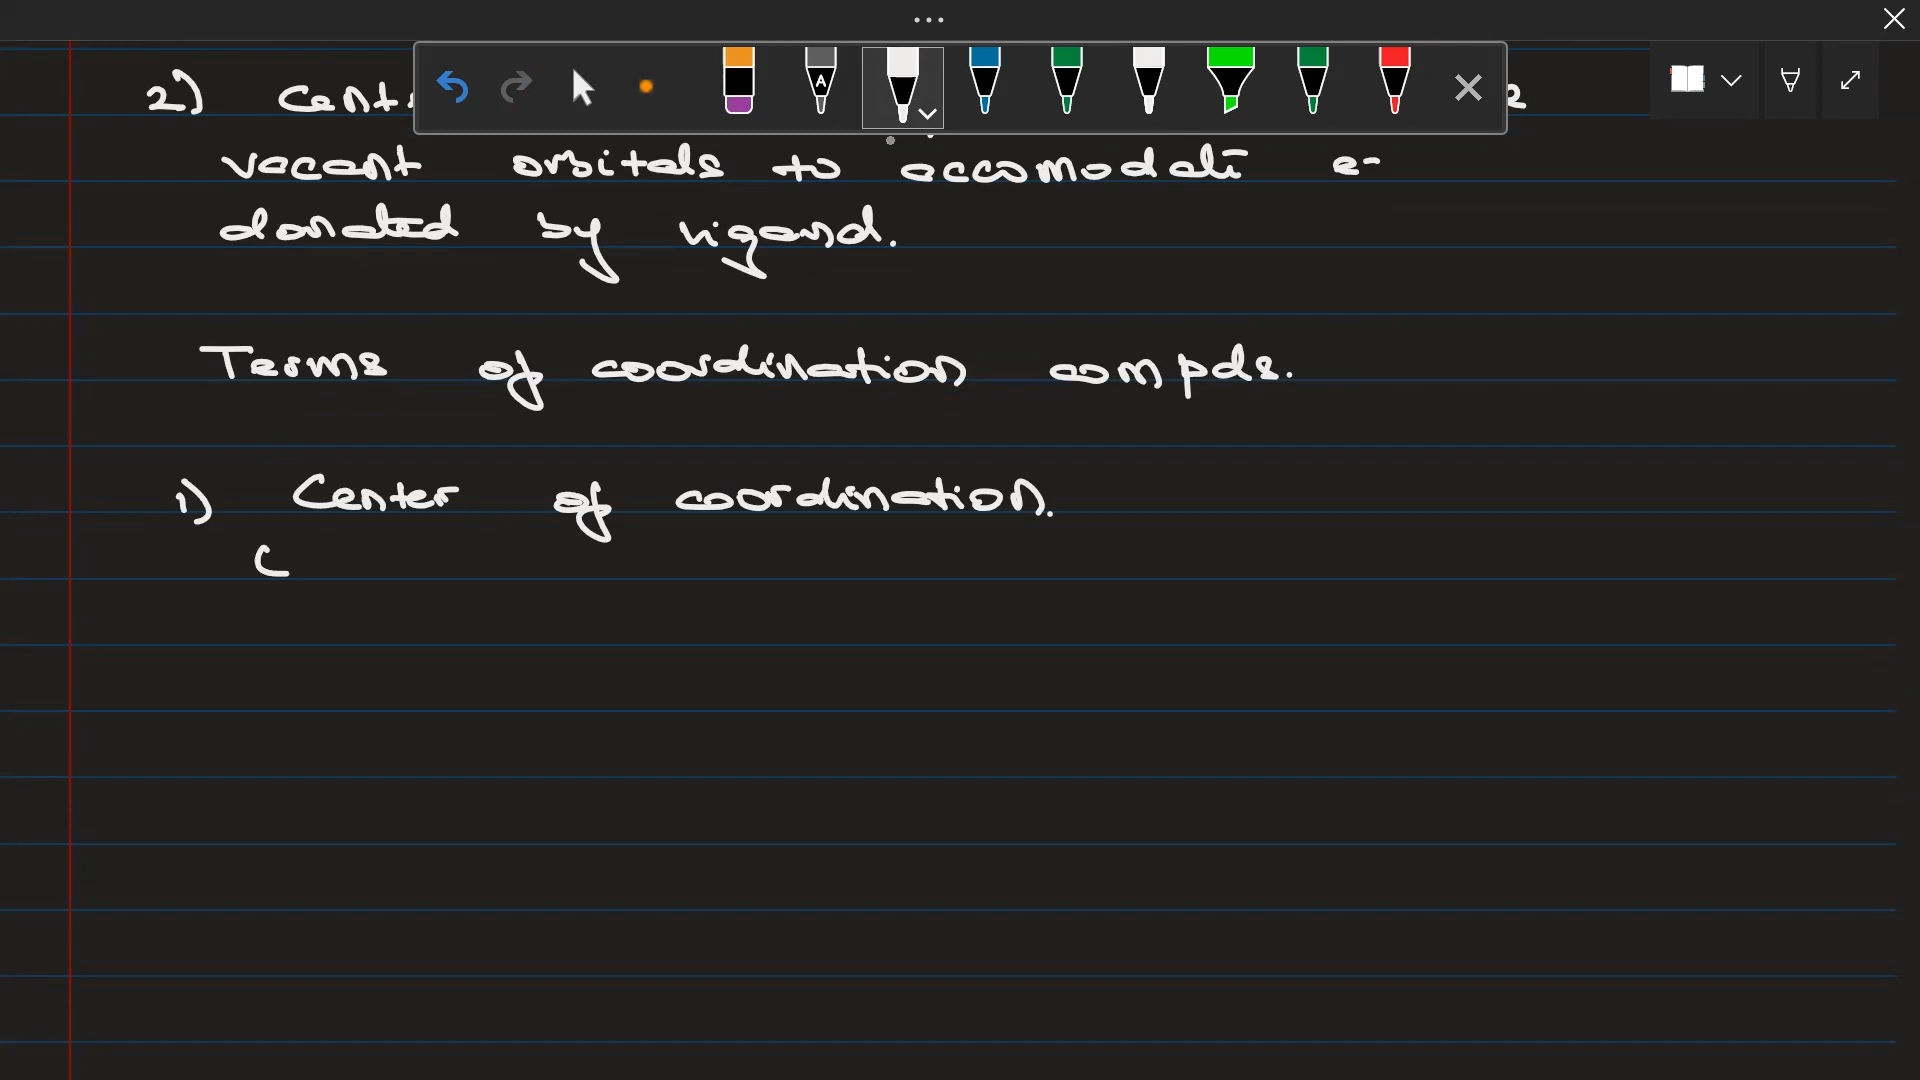 2) Cent
vacant orbitals to accomodate e-
donated by ligand.
Terms of coordination compds.
1) Center of coordination.
C